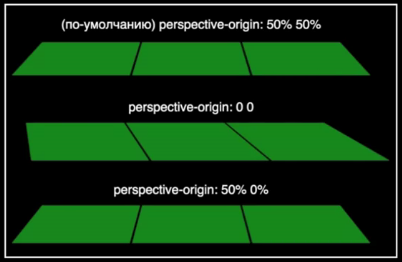 (по-умолчанию) perspective-origin: 50% 50%
perspective-origin: 0 0
perspective-origin: 50% 0%